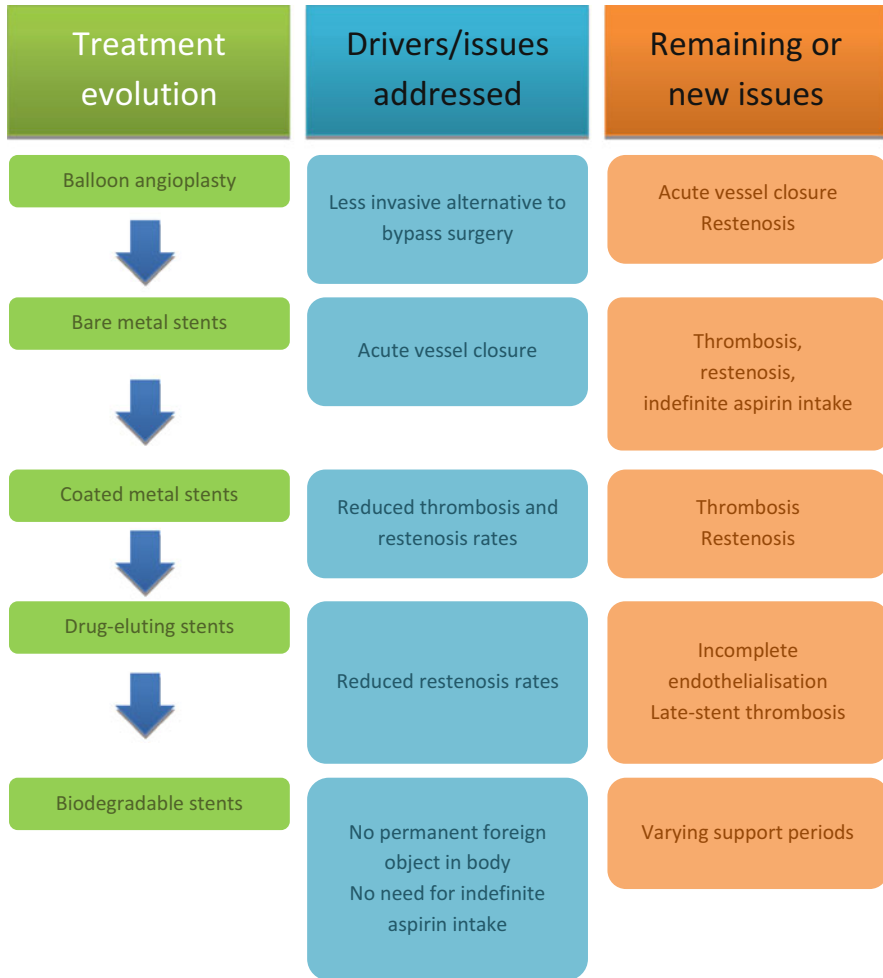 Treatment
evolution
Drivers/issues
addressed
Remaining or
new issues
Balloon angioplasty
Less invasive alternative to
bypass surgery
Acute vessel closure
Restenosis
Bare metal stents
Acute vessel closure
Thrombosis,
restenosis,
indefinite aspirin intake
Coated metal stents
Reduced thrombosis and
restenosis rates
Thrombosis
Restenosis
Drug-eluting stents
Reduced restenosis rates
Incomplete
endothelialisation
Late-stent thrombosis
Biodegradable stents
No permanent foreign
object in body
No need for indefinite
aspirin intake
Varying support periods